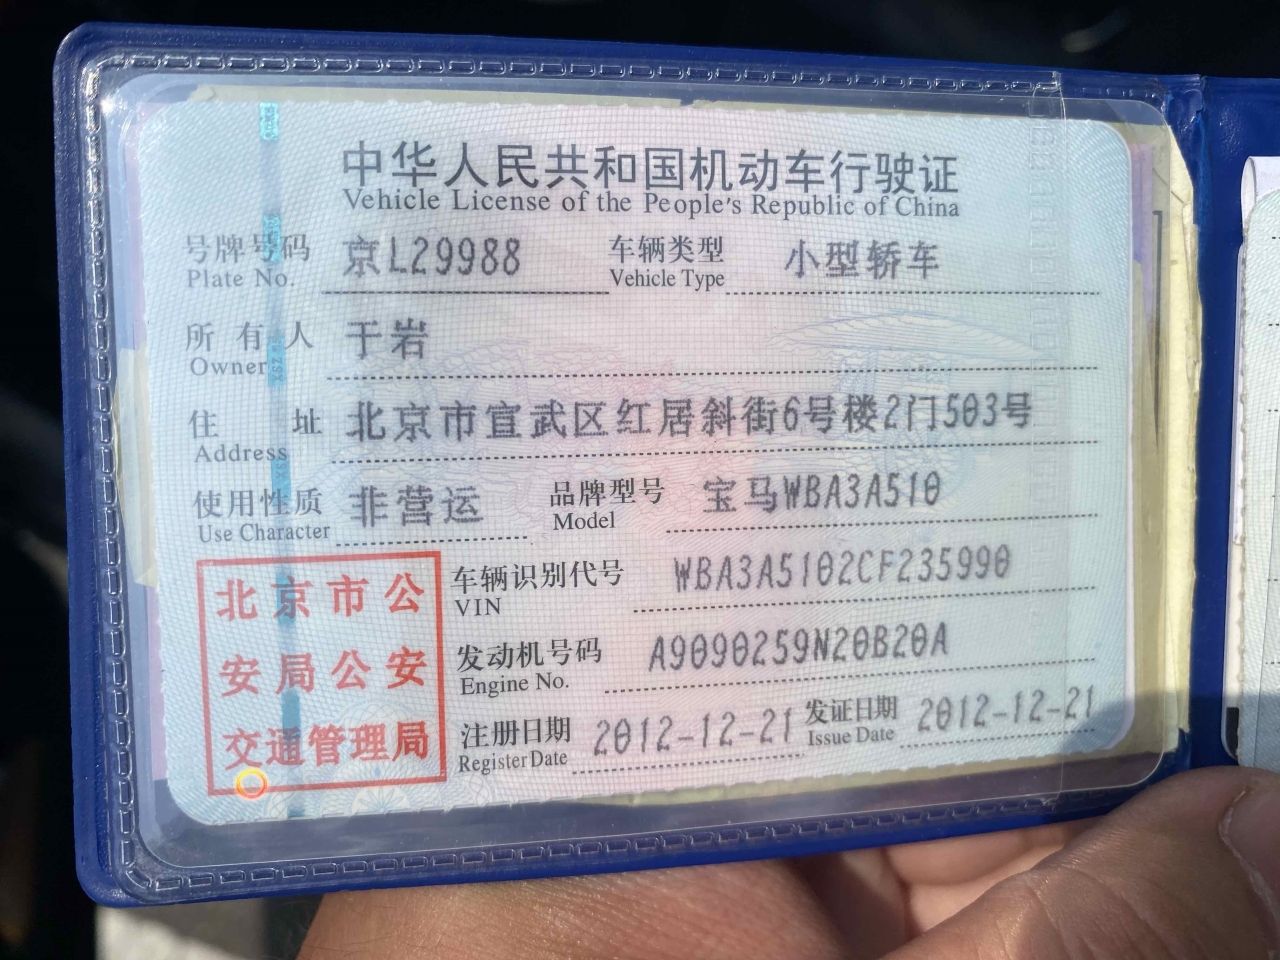 中华人民共和国机动车行驶证
Vehicle License of the People's Republic of China
号牌号码 京L29988 车辆类型 小型轿车
Plate No. Vehicle Type
所有人 于岩
Owner
住址 北京市宣武区红居斜街6号楼2门503号
Address
使用性质 非营运 品牌型号 宝马WBA3A510
Use Character Model
车辆识别代号 WBA3A5102CF235990
VIN
发动机号码 A9090259N20B20A
Engine No.
注册日期 2012-12-21 发证日期 2012-12-21
Register Date Issue Date
北京市公
安局公安
交通管理局